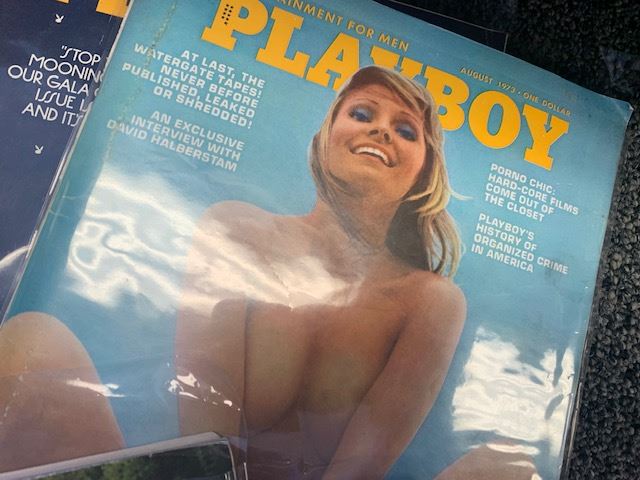 "STOP
MOONING
OUR GALA
ISSUE
AND IT'S
TAINMENT FOR MEN
PLAYBOY
AUGUST 1973 • ONE DOLLAR
AT LAST, THE
WATERGATE TAPES!
NEVER BEFORE
PUBLISHED, LEAKED
OR SHREDDED!
AN EXCLUSIVE
INTERVIEW WITH
DAVID HALBERSTAM
PORNO CHIC:
HARD-CORE FILMS
COME OUT OF
THE CLOSET
PLAYBOY'S
HISTORY OF
ORGANIZED CRIME
IN AMERICA